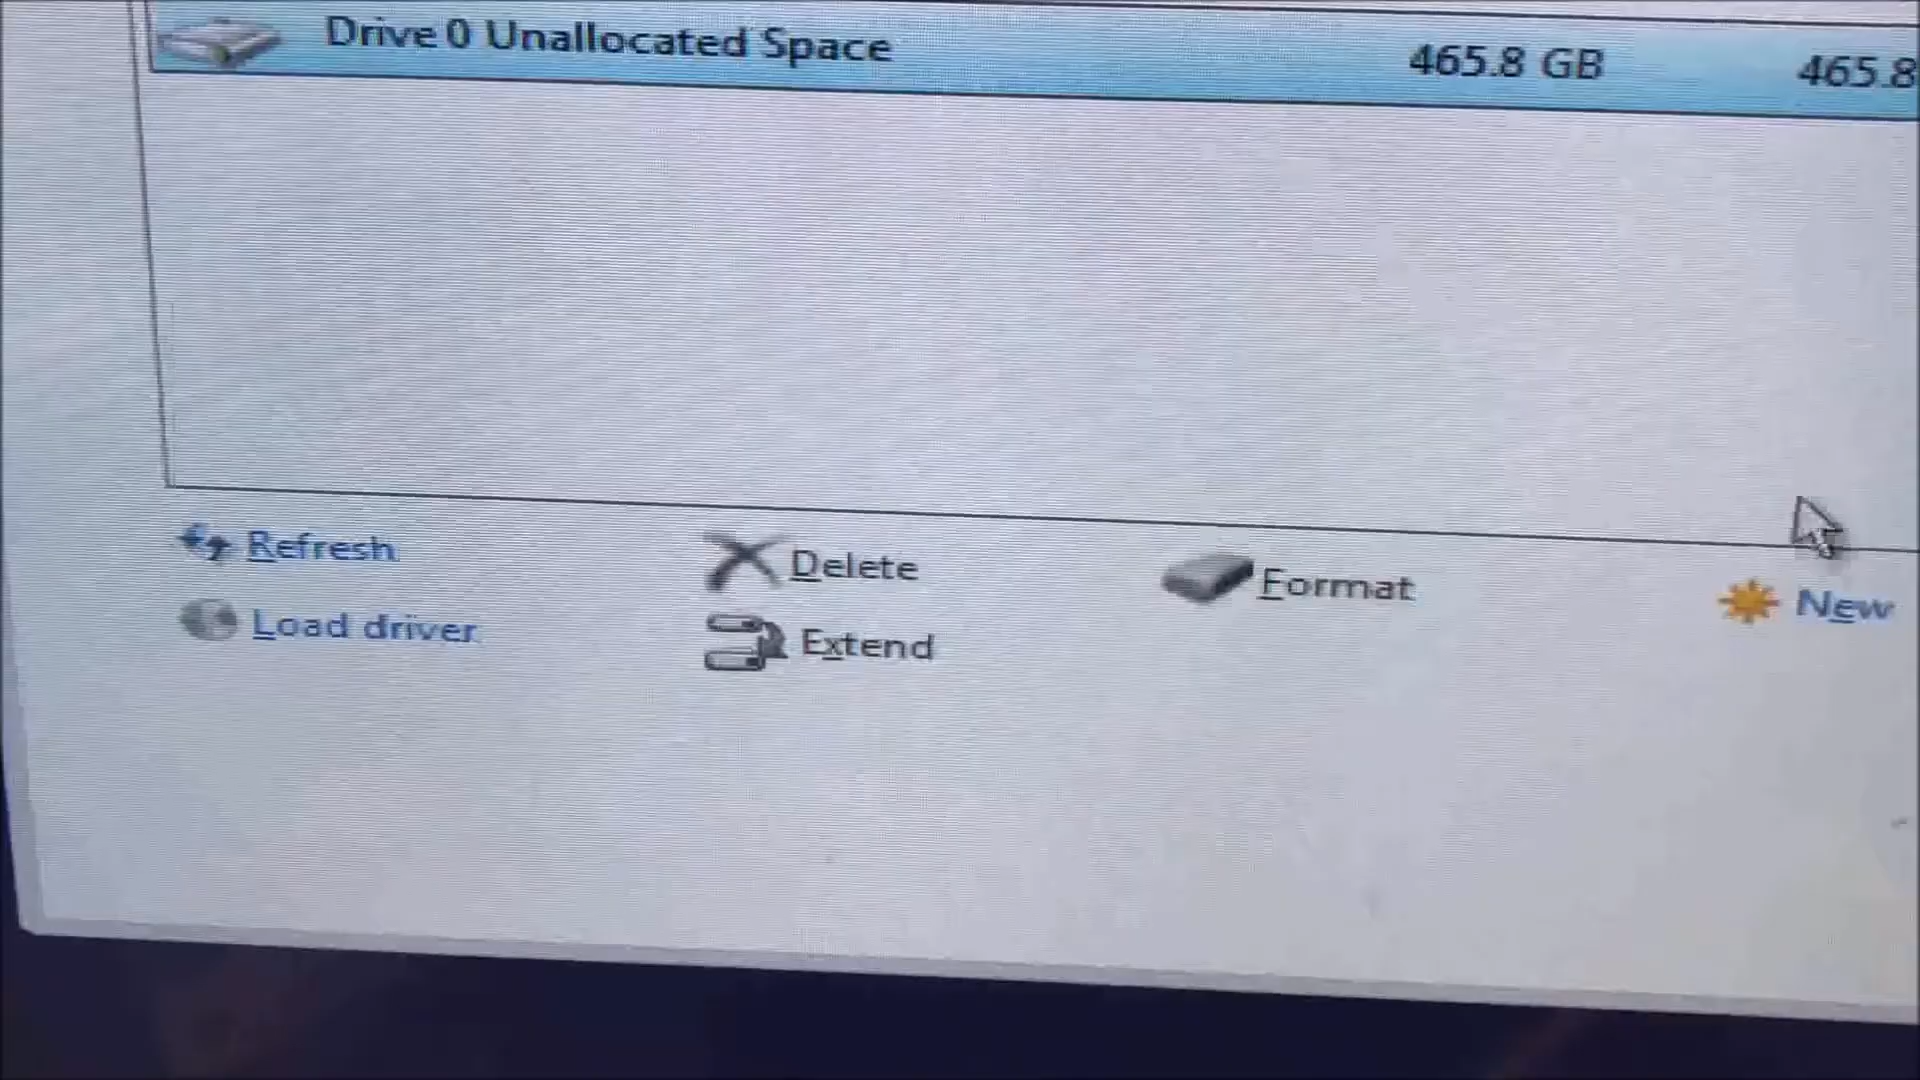 Drive 0 Unallocated Space 465.8 GB 465.8
Refresh Delete Format New
Load driver Extend